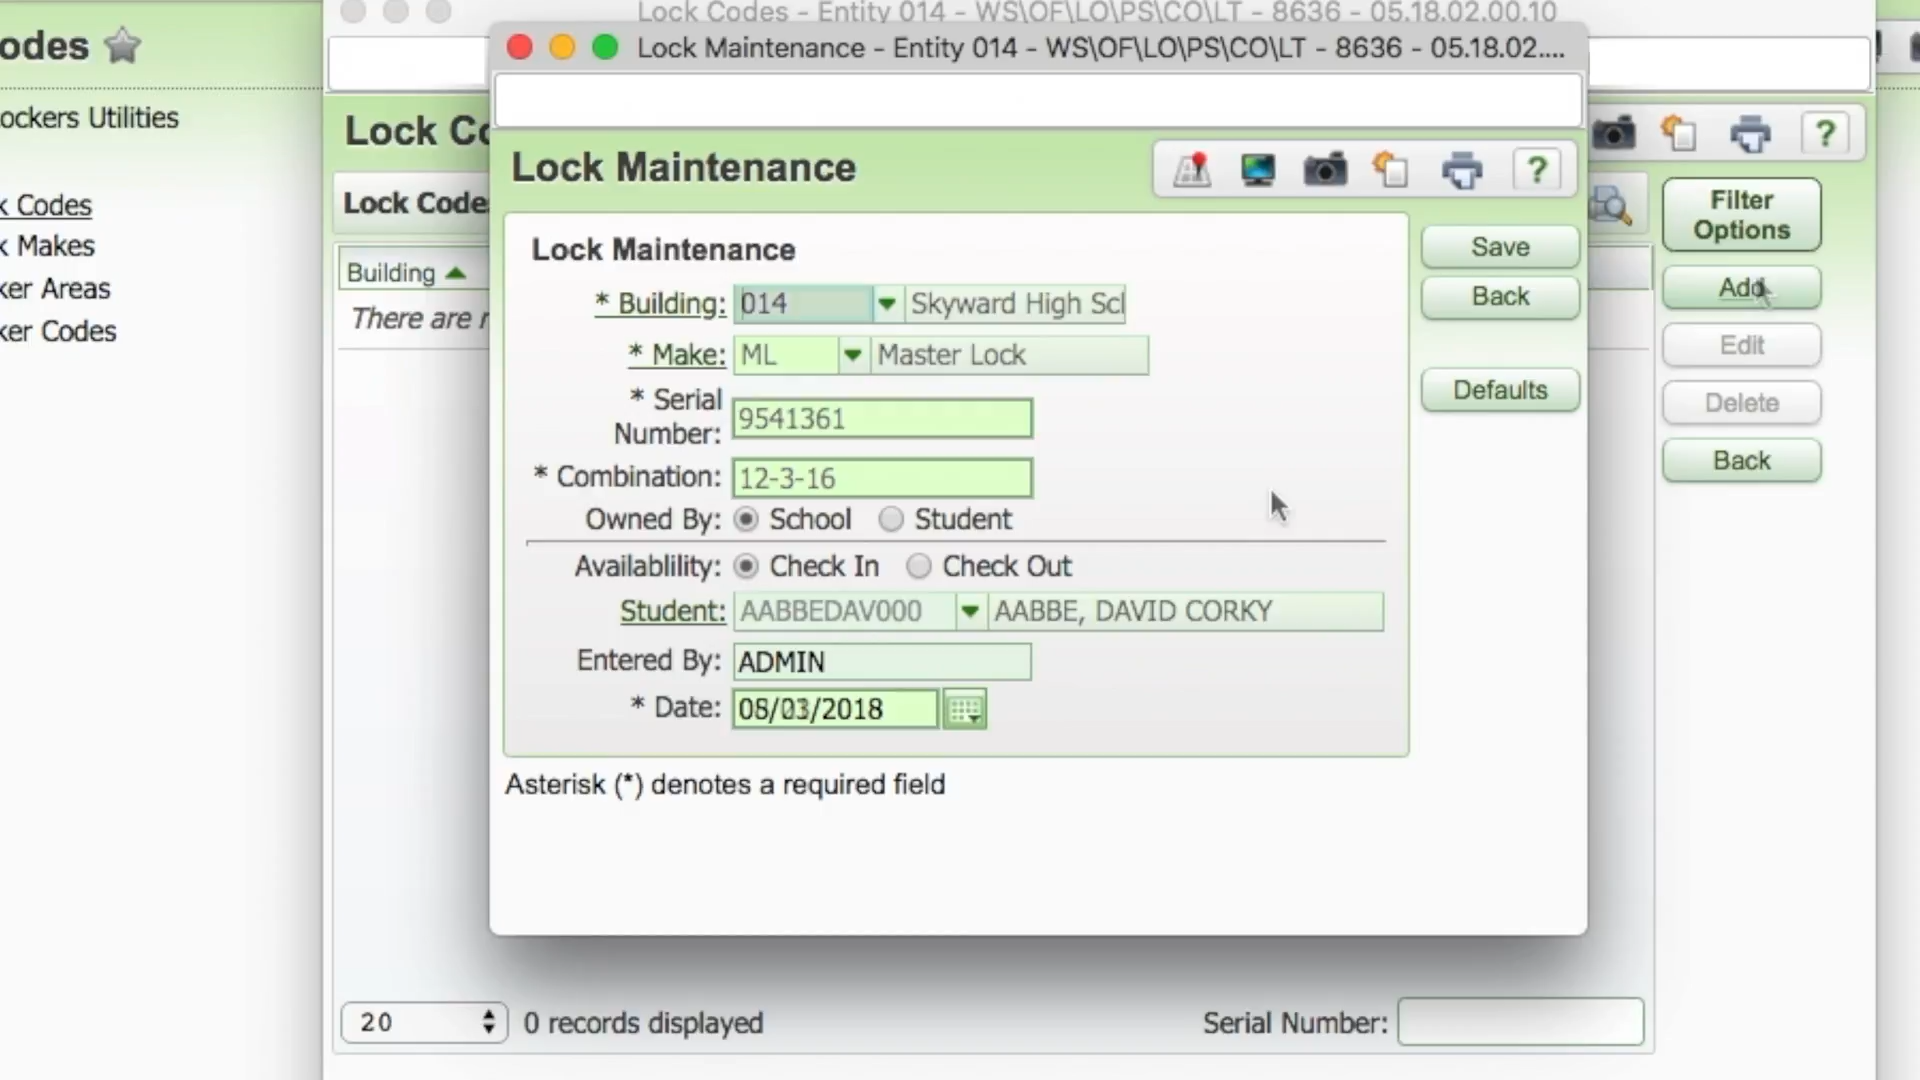 Lock Codes - Entity 014 - WS\OF\LO\PS\CO\LT - 8636 - 05.18.02.00.10
Lock Maintenance - Entity 014 - WS\OF\LO\PS\CO\LT - 8636 - 05.18.02....
odes
ockers Utilities
k Codes
k Makes
ker Areas
ker Codes
Lock Co
Lock Code
Building
There are
Lock Maintenance
?
?
Lock Maintenance
* Building: 014 Skyward High Scl
* Make: ML Master Lock
* Serial
Number: 9541361
* Combination: 12-3-16
Owned By: School Student
Availablility: Check In Check Out
Student: AABBEDAV000 AABBE, DAVID CORKY
Entered By: ADMIN
* Date:
Asterisk (*) denotes a required field
Save
Back
Defaults
Filter
Options
Add
Edit
Delete
Back
20 0 records displayed
Serial Number: